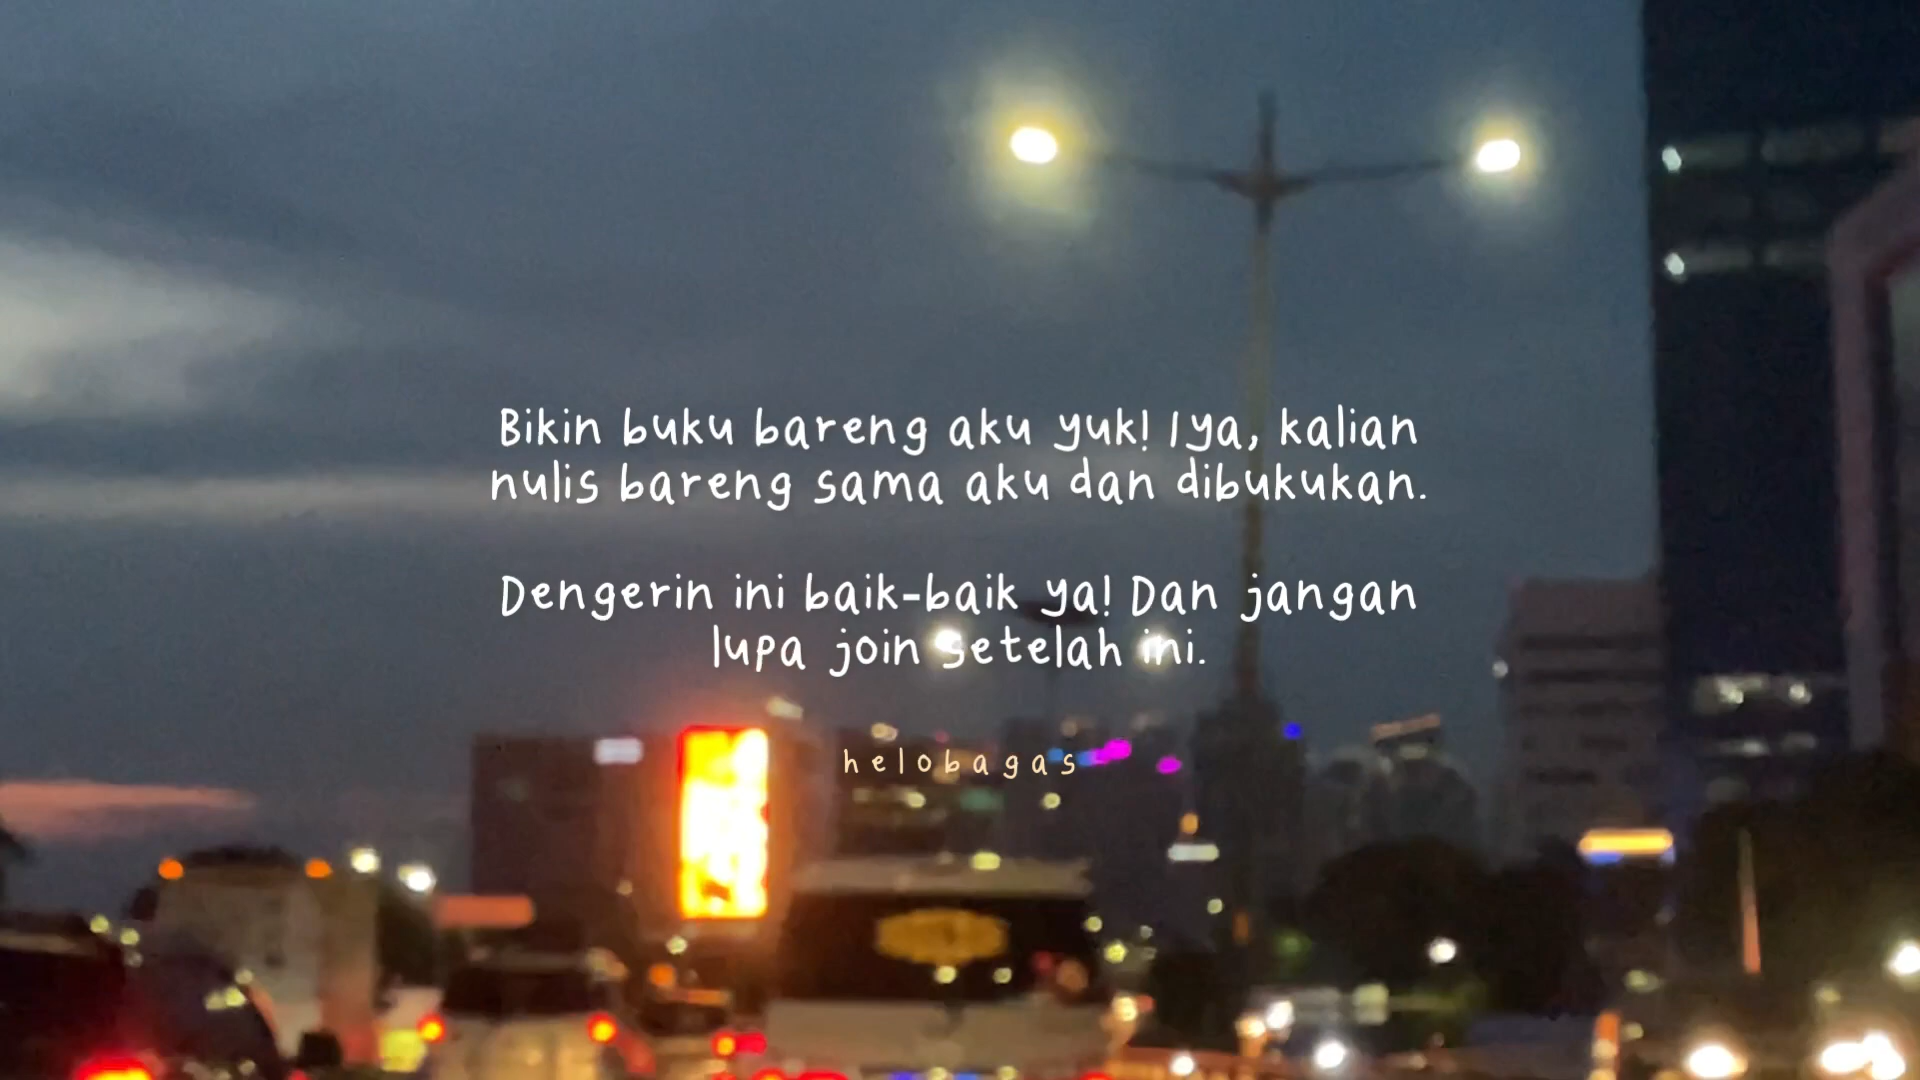 Bikin buku bareng aku yuk! Iya, kalian
nulis bareng sama aku dan dibukukan.
Dengerin ini baik-baik ya! Dan jangan
lupa join setelah ini.
helobagas